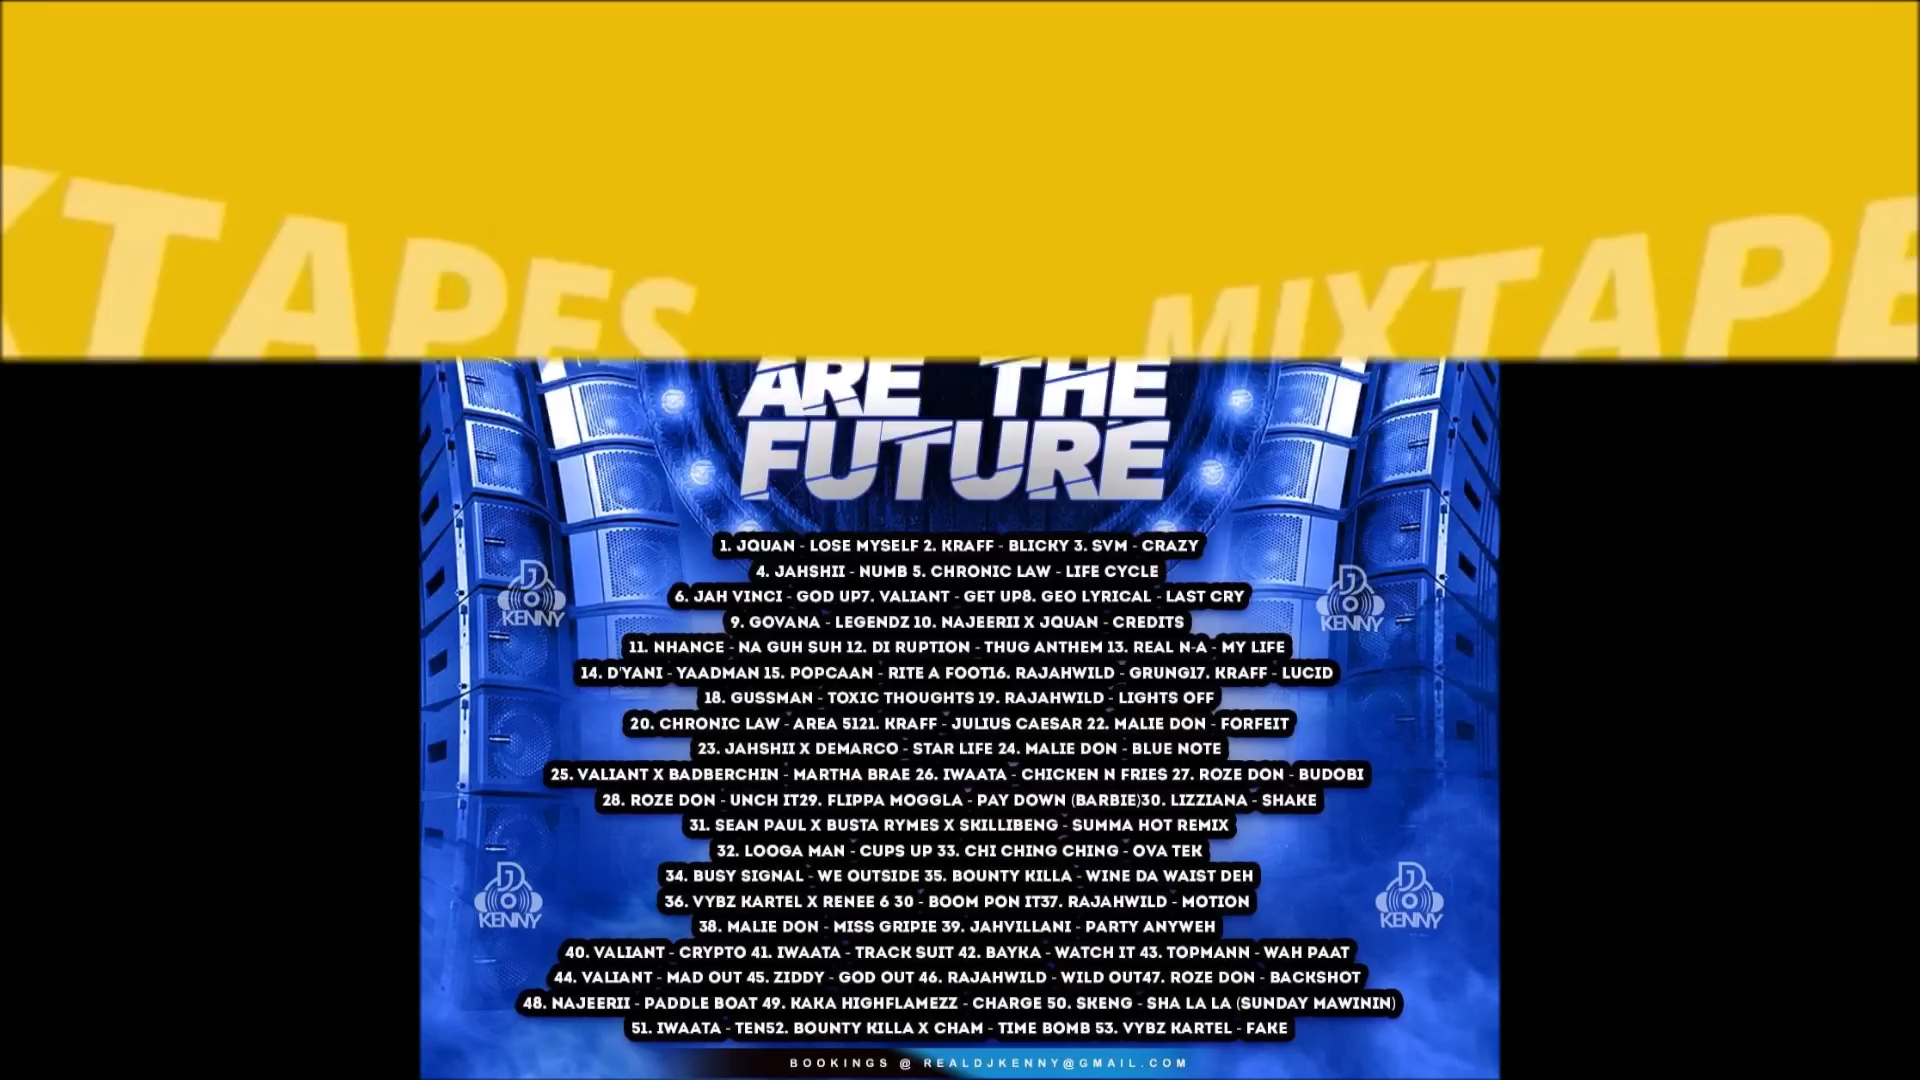 XTAPES
MIXTAPE
ARE THE
FUTURE
1. JQUAN - LOSE MYSELF 2. KRAFF - BLICKY 3. SVM - CRAZY
4. JAHSHII - NUMB 5. CHRONIC LAW - LIFE CYCLE
6. JAH VINCI - GOD UP7. VALIANT - GET UP8. GEO LYRICAL - LAST CRY
9. GOVANA - LEGENDZ 10. NAJEERII X JQUAN - CREDITS
11. NHANCE - NA GUH SUH 12. DI RUPTION - THUG ANTHEM 13. REAL N-A - MY LIFE
14. D'YANI - YAADMAN 15. POPCAAN - RITE A FOOT16. RAJAHWILD - GRUNG17. KRAFF - LUCID
18. GUSSMAN - TOXIC THOUGHTS 19. RAJAHWILD - LIGHTS OFF
20. CHRONIC LAW - AREA 5121. KRAFF - JULIUS CAESAR 22. MALIE DON - FORFEIT
23. JAHSHII X DEMARCO - STAR LIFE 24. MALIE DON - BLUE NOTE
25. VALIANT X BADBERCHIN - MARTHA BRAE 26. IWAATA - CHICKEN N FRIES 27. ROZE DON - BUDOBI
28. ROZE DON - UNCH IT29. FLIPPA MOGGLA - PAY DOWN (BARBIE)30. LIZZIANA - SHAKE
31. SEAN PAUL X BUSTA RYMES X SKILLIBENG - SUMMA HOT REMIX
32. LOOGA MAN - CUPS UP 33. CHI CHING CHING - OVA TEK
34. BUSY SIGNAL - WE OUTSIDE 35. BOUNTY KILLA - WINE DA WAIST DEH
36. VYBZ KARTEL X RENEE 6 30 - BOOM PON IT37. RAJAHWILD - MOTION
38. MALIE DON - MISS GRIPIE 39. JAHVILLANI - PARTY ANYWEH
40. VALIANT - CRYPTO 41. IWAATA - TRACK SUIT 42. BAYKA - WATCH IT 43. TOPMANN - WAH PAAT
44. VALIANT - MAD OUT 45. ZIDDY - GOD OUT 46. RAJAHWILD - WILD OUT47. ROZE DON - BACKSHOT
48. NAJEERII - PADDLE BOAT 49. KAKA HIGHFLAMEZZ - CHARGE 50. SKENG - SHA LA LA (SUNDAY MAWININ)
51. IWAATA - TEN52. BOUNTY KILLA X CHAM - TIME BOMB 53. VYBZ KARTEL - FAKE
BOOKINGS @ REALDJKENNY@GMAIL.COM
DJ KENNY
DJ KENNY
DJ KENNY
DJ KENNY